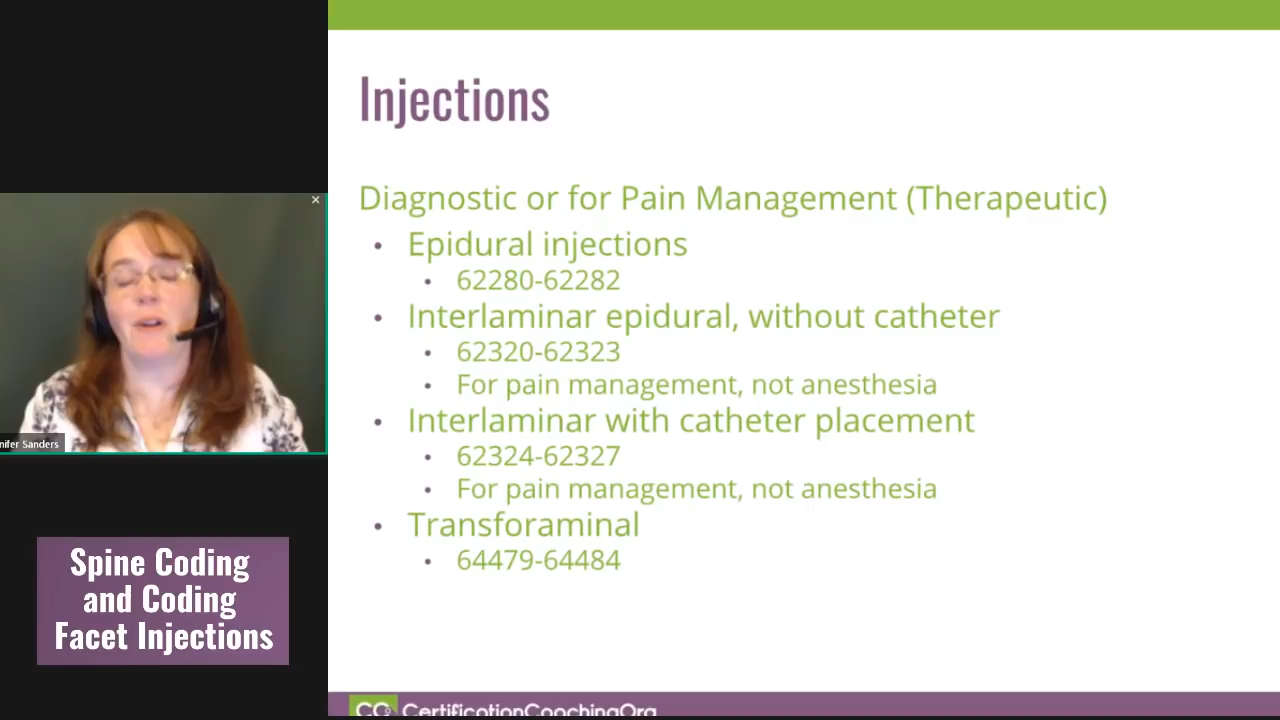 Injections
Diagnostic or for Pain Management (Therapeutic)
• Epidural injections
• 62280-62282
• Interlaminar epidural, without catheter
• 62320-62323
• For pain management, not anesthesia
• Interlaminar with catheter placement
• 62324-62327
• For pain management, not anesthesia
• Transforaminal
• 64479-64484
nifer Sanders
Spine Coding
and Coding
Facet Injections
CertificationCoachingOrg